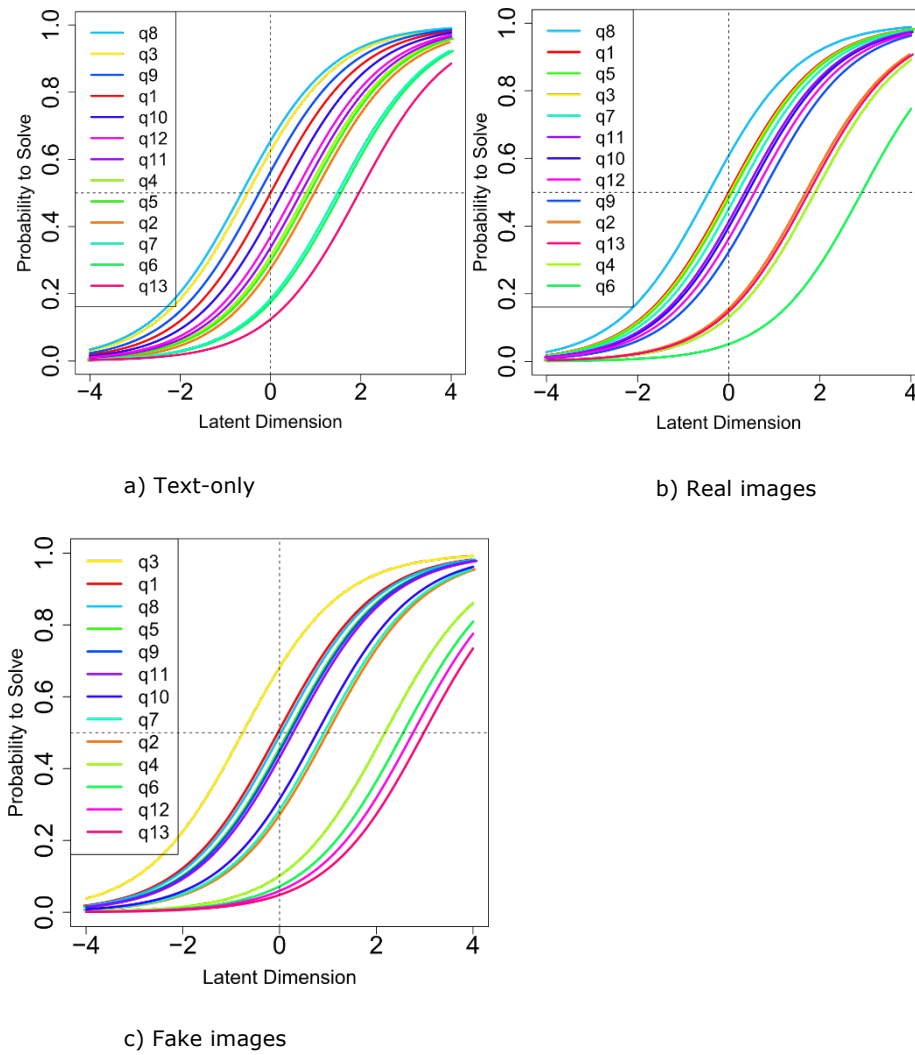 1.0
0.8
0.6
0.4
0.2
0.0
Probability to Solve
q8
q3
q9
q1
q10
q12
q11
q4
q5
q2
q7
q6
q13
−4 −2 0 2 4
Latent Dimension
a) Text-only
1.0
0.8
0.6
0.4
0.2
0.0
Probability to Solve
q8
q1
q5
q3
q7
q11
q10
q12
q9
q2
q13
q4
q6
−4 −2 0 2 4
Latent Dimension
b) Real images
1.0
0.8
0.6
0.4
0.2
0.0
Probability to Solve
q3
q1
q8
q5
q9
q11
q10
q7
q2
q4
q6
q12
q13
−4 −2 0 2 4
Latent Dimension
c) Fake images